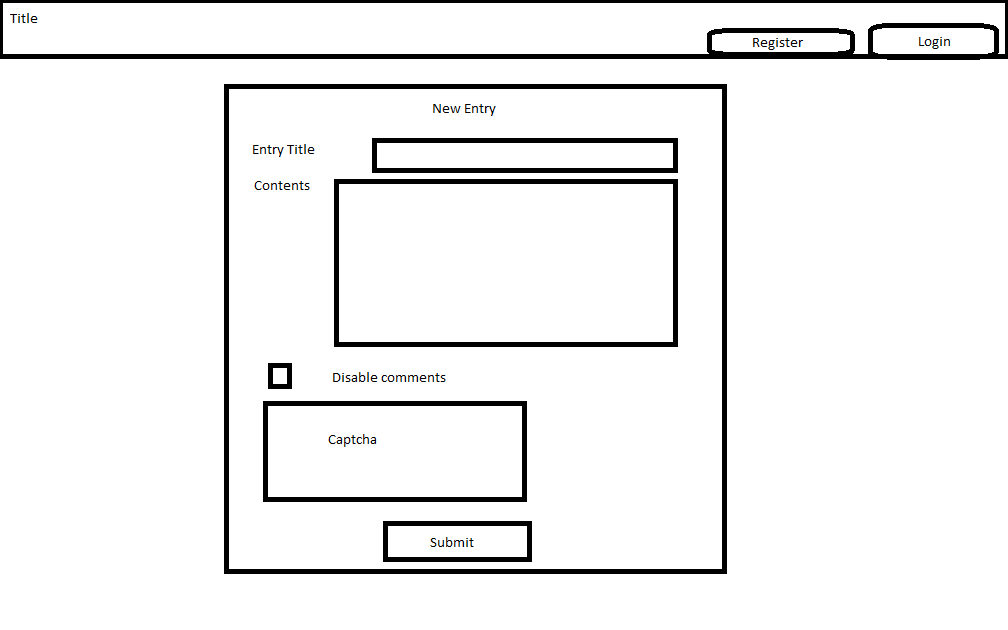 Title
Register
Login
New Entry
Entry Title
Contents
Disable comments
Captcha
Submit